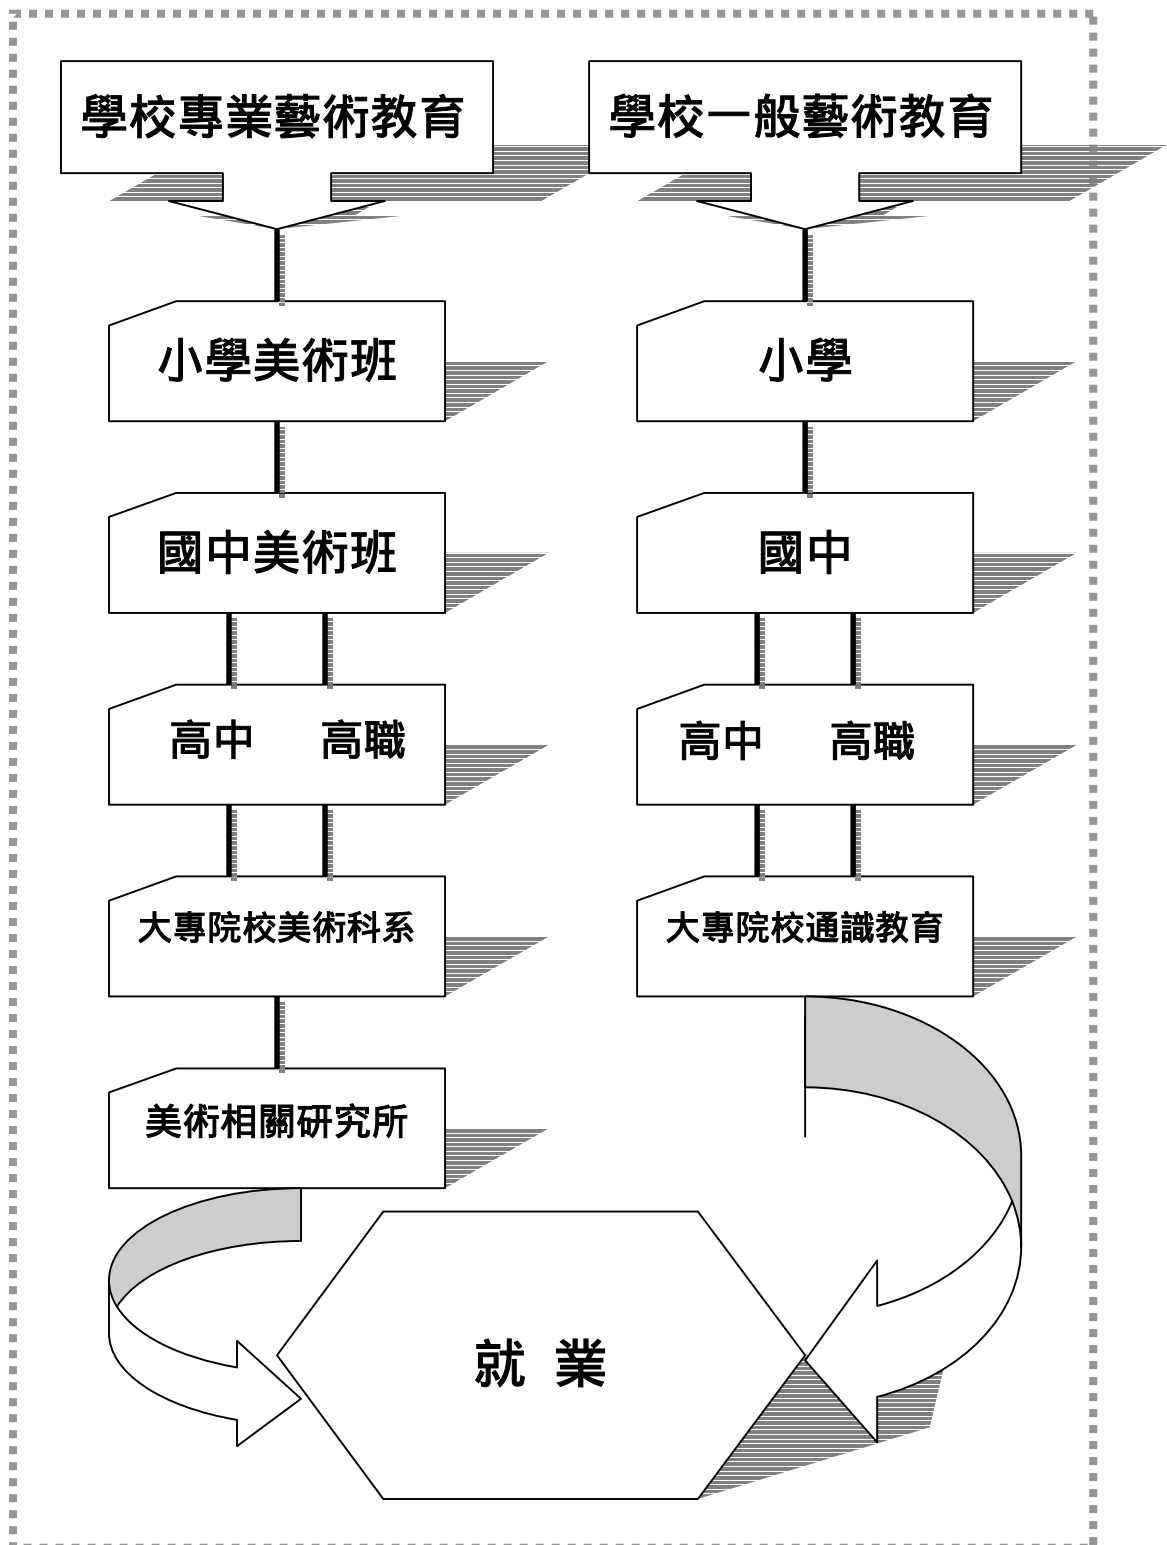 學校專業藝術教育
學校一般藝術教育
小學美術班
小學
國中美術班
國中
高中 高職
高中 高職
大專院校美術科系
大專院校通識教育
美術相關研究所
就 業